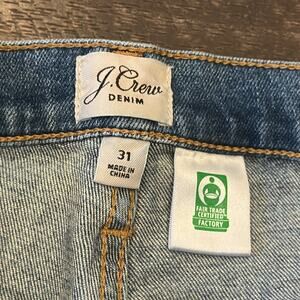 J.Crew
DENIM
31
MADE IN
CHINA
FAIR TRADE
CERTIFIED
FACTORY